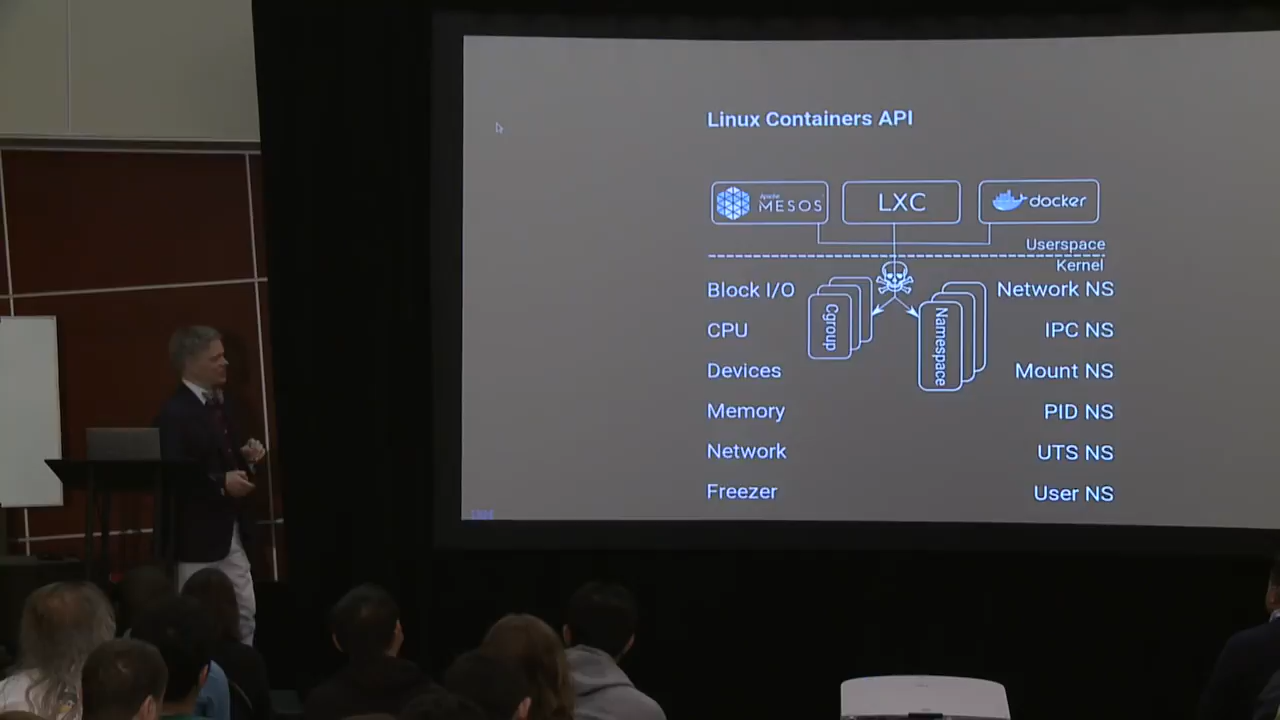 Linux Containers API
Apache
MESOS
LXC
docker
Userspace
Kernel
Block I/O
Network NS
Cgroup
Namespace
CPU
IPC NS
Devices
Mount NS
Memory
PID NS
Network
UTS NS
Freezer
User NS